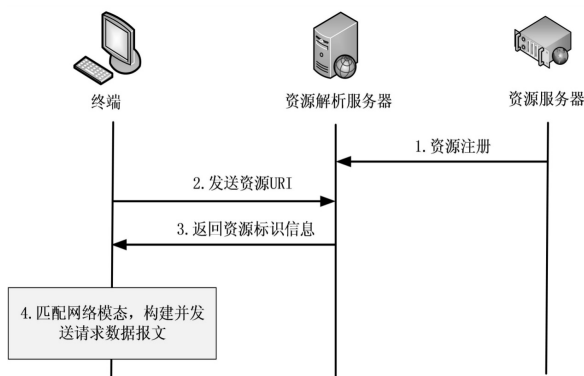 终端
资源解析服务器
资源服务器
1.资源注册
2.发送资源URI
3.返回资源标识信息
4.匹配网络模态，构建并发
送请求数据报文